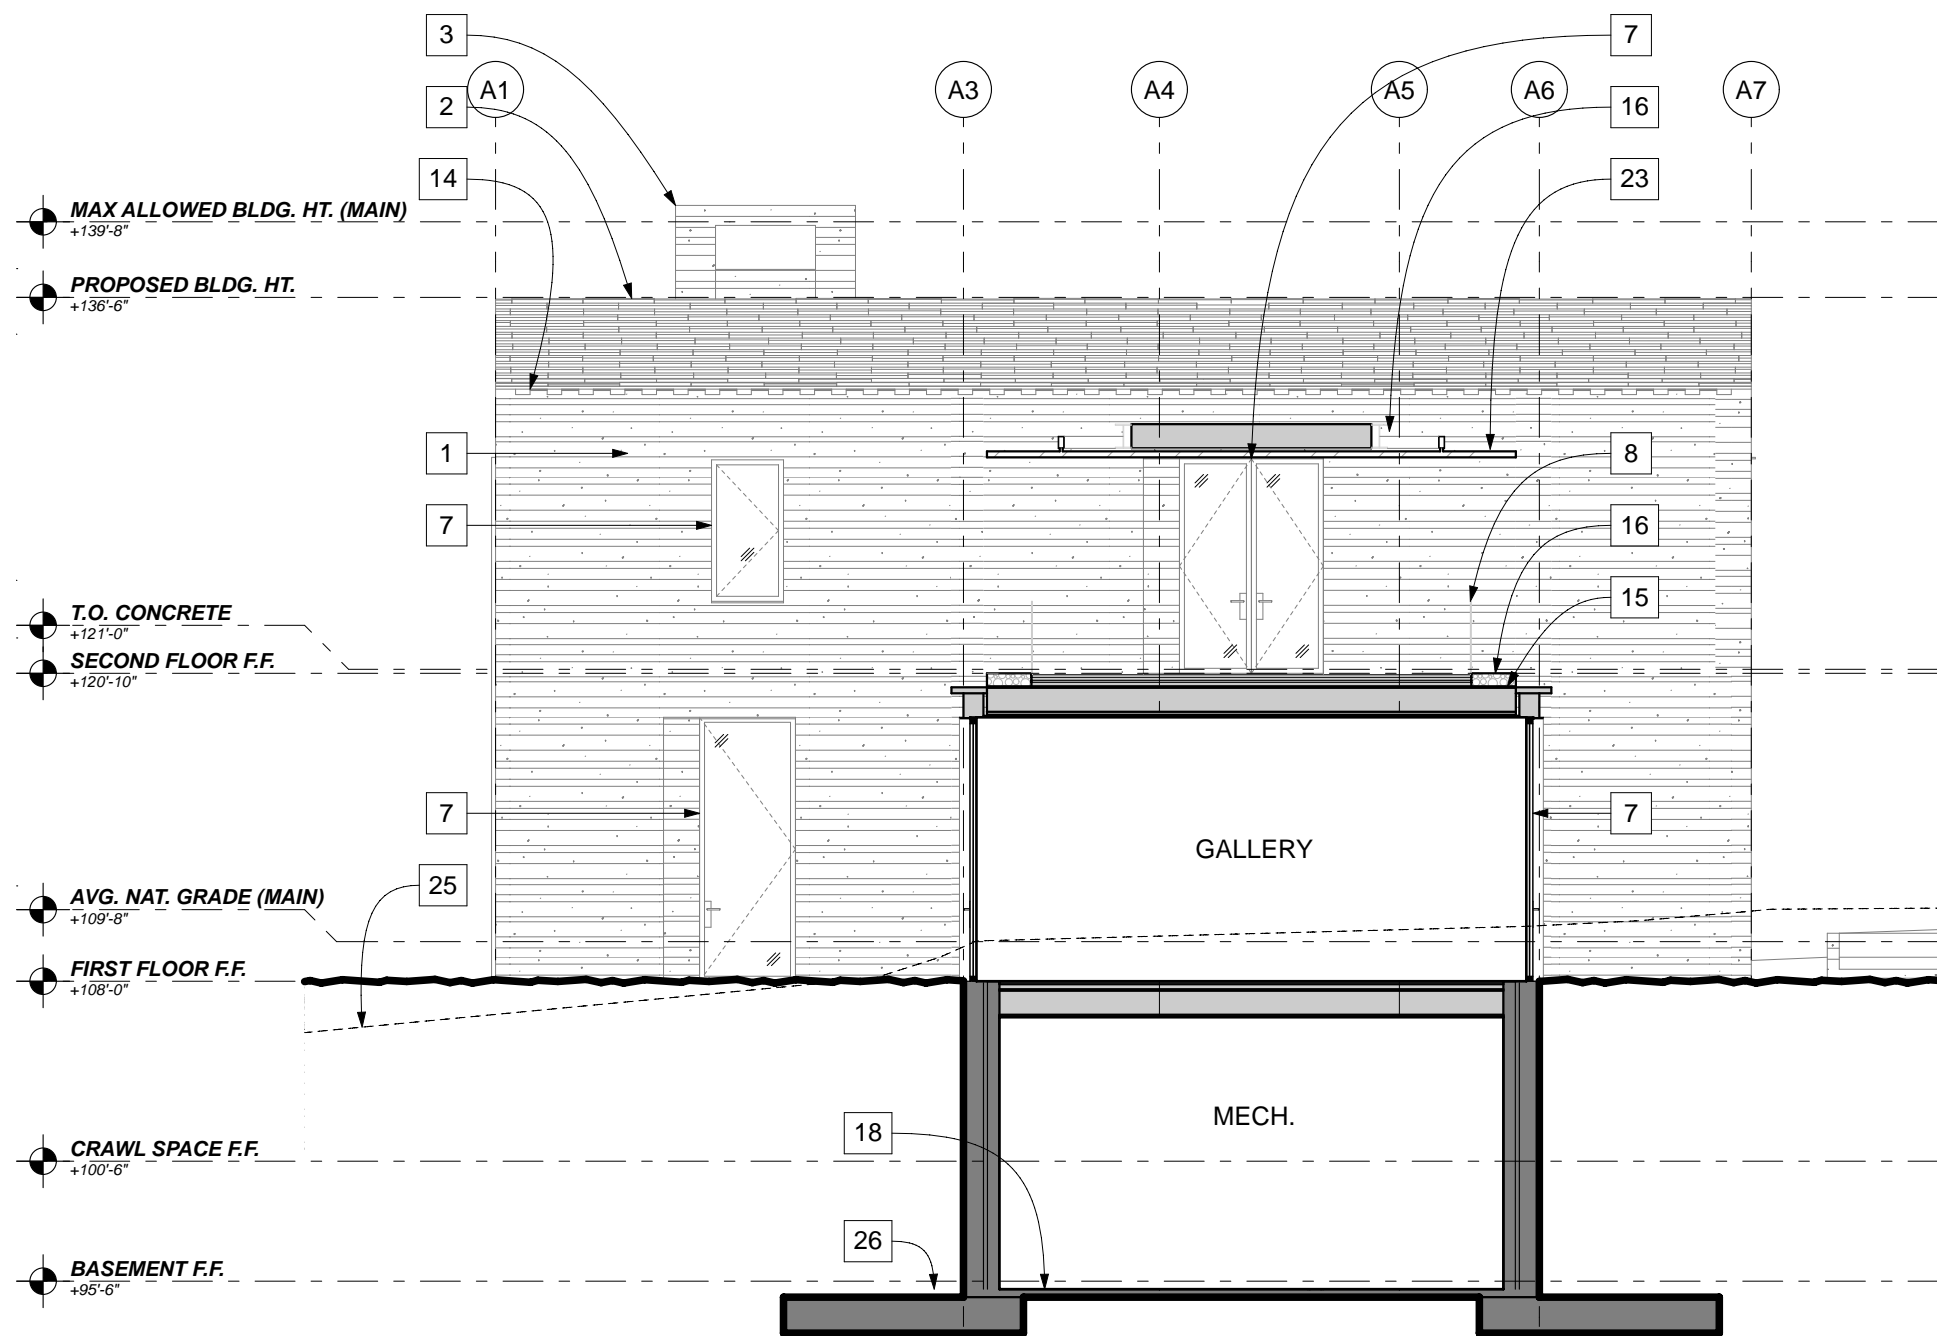 3
7
A1
A3
A4
A5
A6
A7
2
16
14
23
MAX ALLOWED BLDG. HT. (MAIN)
+139'-8"
PROPOSED BLDG. HT.
+136'-6"
1
8
7
16
15
T.O. CONCRETE
+121'-0"
SECOND FLOOR F.F.
+120'-10"
7
7
GALLERY
25
AVG. NAT. GRADE (MAIN)
+109'-8"
FIRST FLOOR F.F.
+108'-0"
MECH.
18
CRAWL SPACE F.F.
+100'-6"
26
BASEMENT F.F.
+95'-6"